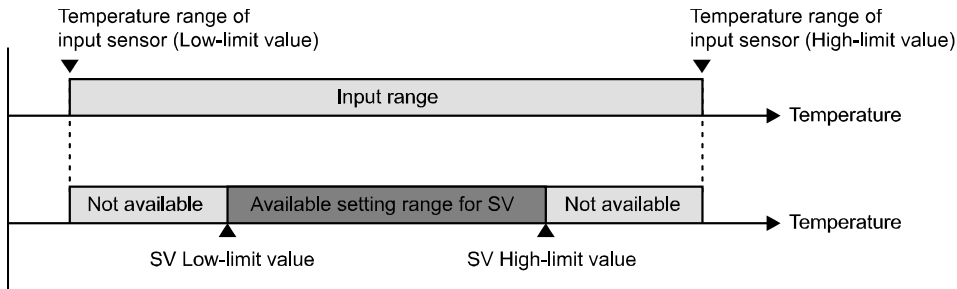 Temperature range of
input sensor (Low-limit value)
Temperature range of
input sensor (High-limit value)
Input range
Temperature
Not available
Available setting range for SV
Not available
Temperature
SV Low-limit value
SV High-limit value